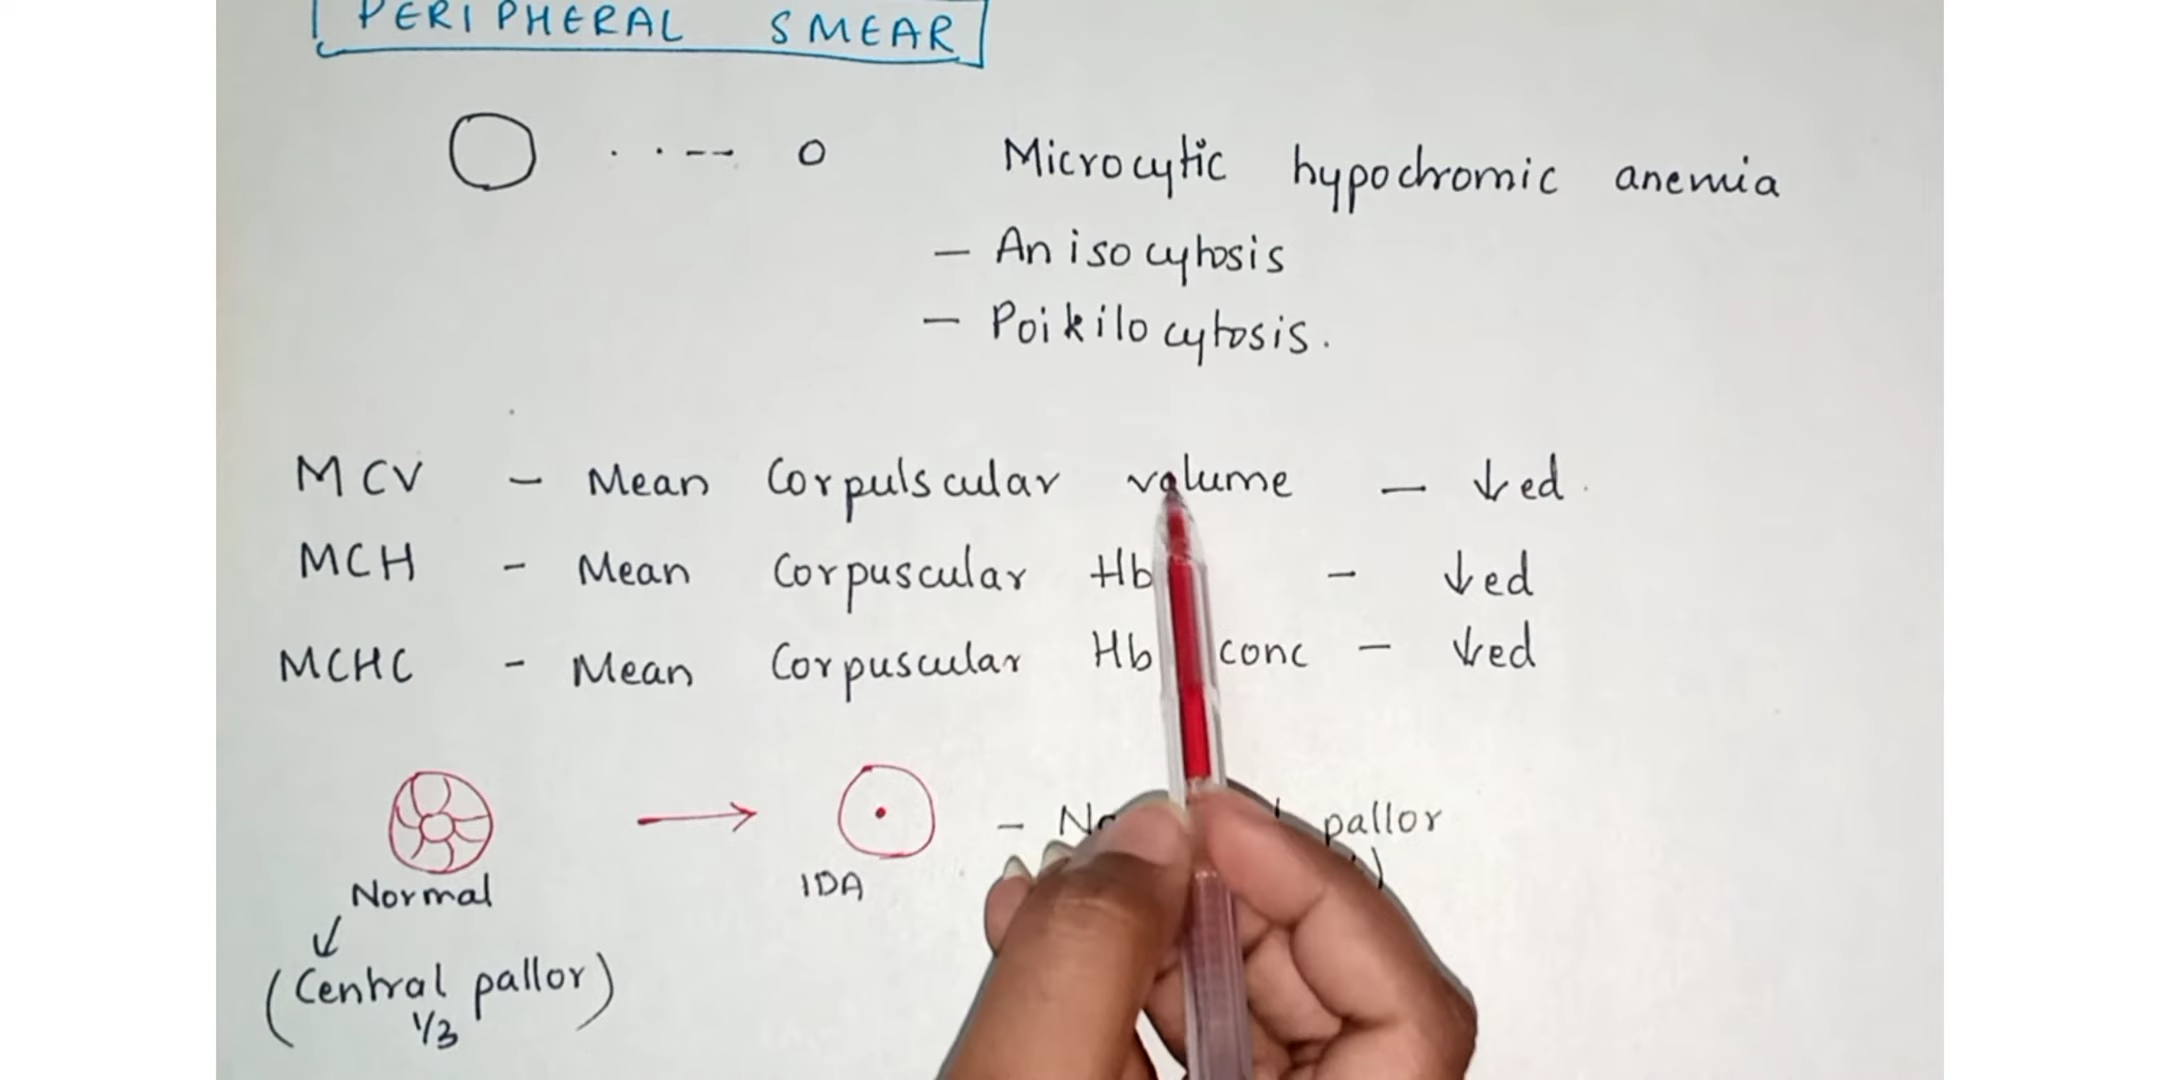 PERIPHERAL SMEAR
Microcytic hypochromic anemia
- Anisocytosis
- Poikilocytosis.
MCV - Mean Corpulscular volume - ↓ed
MCH - Mean Corpuscular Hb - ↓ed
MCHC - Mean Corpuscular Hb conc - ↓ed
- pallor
Normal
IDA
(Central pallor)
1/3